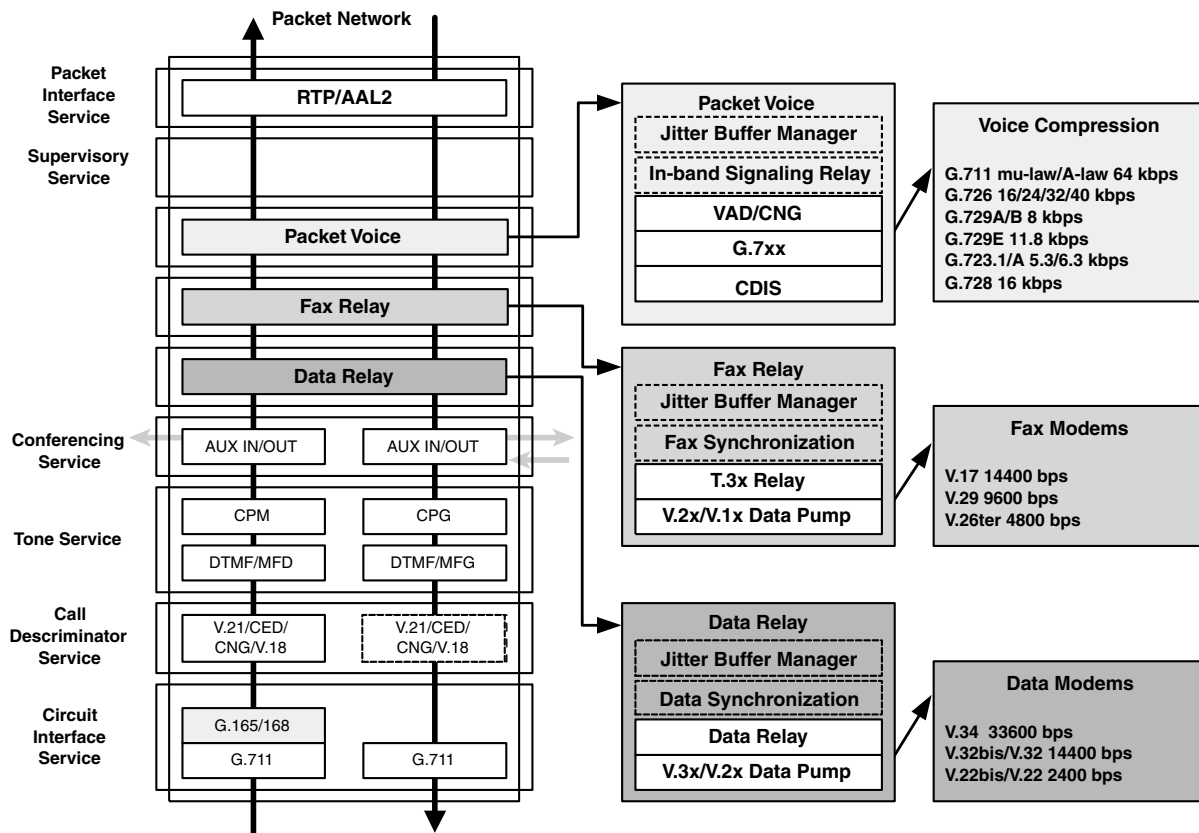 Packet Network
Packet
Interface
Service
RTP/AAL2
Supervisory
Service
Packet Voice
Fax Relay
Data Relay
Conferencing
Service
AUX IN/OUT
AUX IN/OUT
Tone Service
CPM
CPG
DTMF/MFD
DTMF/MFG
Call
Descriminator
Service
V.21/CED/
CNG/V.18
V.21/CED/
CNG/V.18
Circuit
Interface
Service
G.165/168
G.711
G.711
Packet Voice
Jitter Buffer Manager
In-band Signaling Relay
VAD/CNG
G.7xx
CDIS
Voice Compression
G.711 mu-law/A-law 64 kbps
G.726 16/24/32/40 kbps
G.729A/B 8 kbps
G.729E 11.8 kbps
G.723.1/A 5.3/6.3 kbps
G.728 16 kbps
Fax Relay
Jitter Buffer Manager
Fax Synchronization
T.3x Relay
V.2x/V.1x Data Pump
Fax Modems
V.17 14400 bps
V.29 9600 bps
V.26ter 4800 bps
Data Relay
Jitter Buffer Manager
Data Synchronization
Data Relay
V.3x/V.2x Data Pump
Data Modems
V.34 33600 bps
V.32bis/V.32 14400 bps
V.22bis/V.22 2400 bps